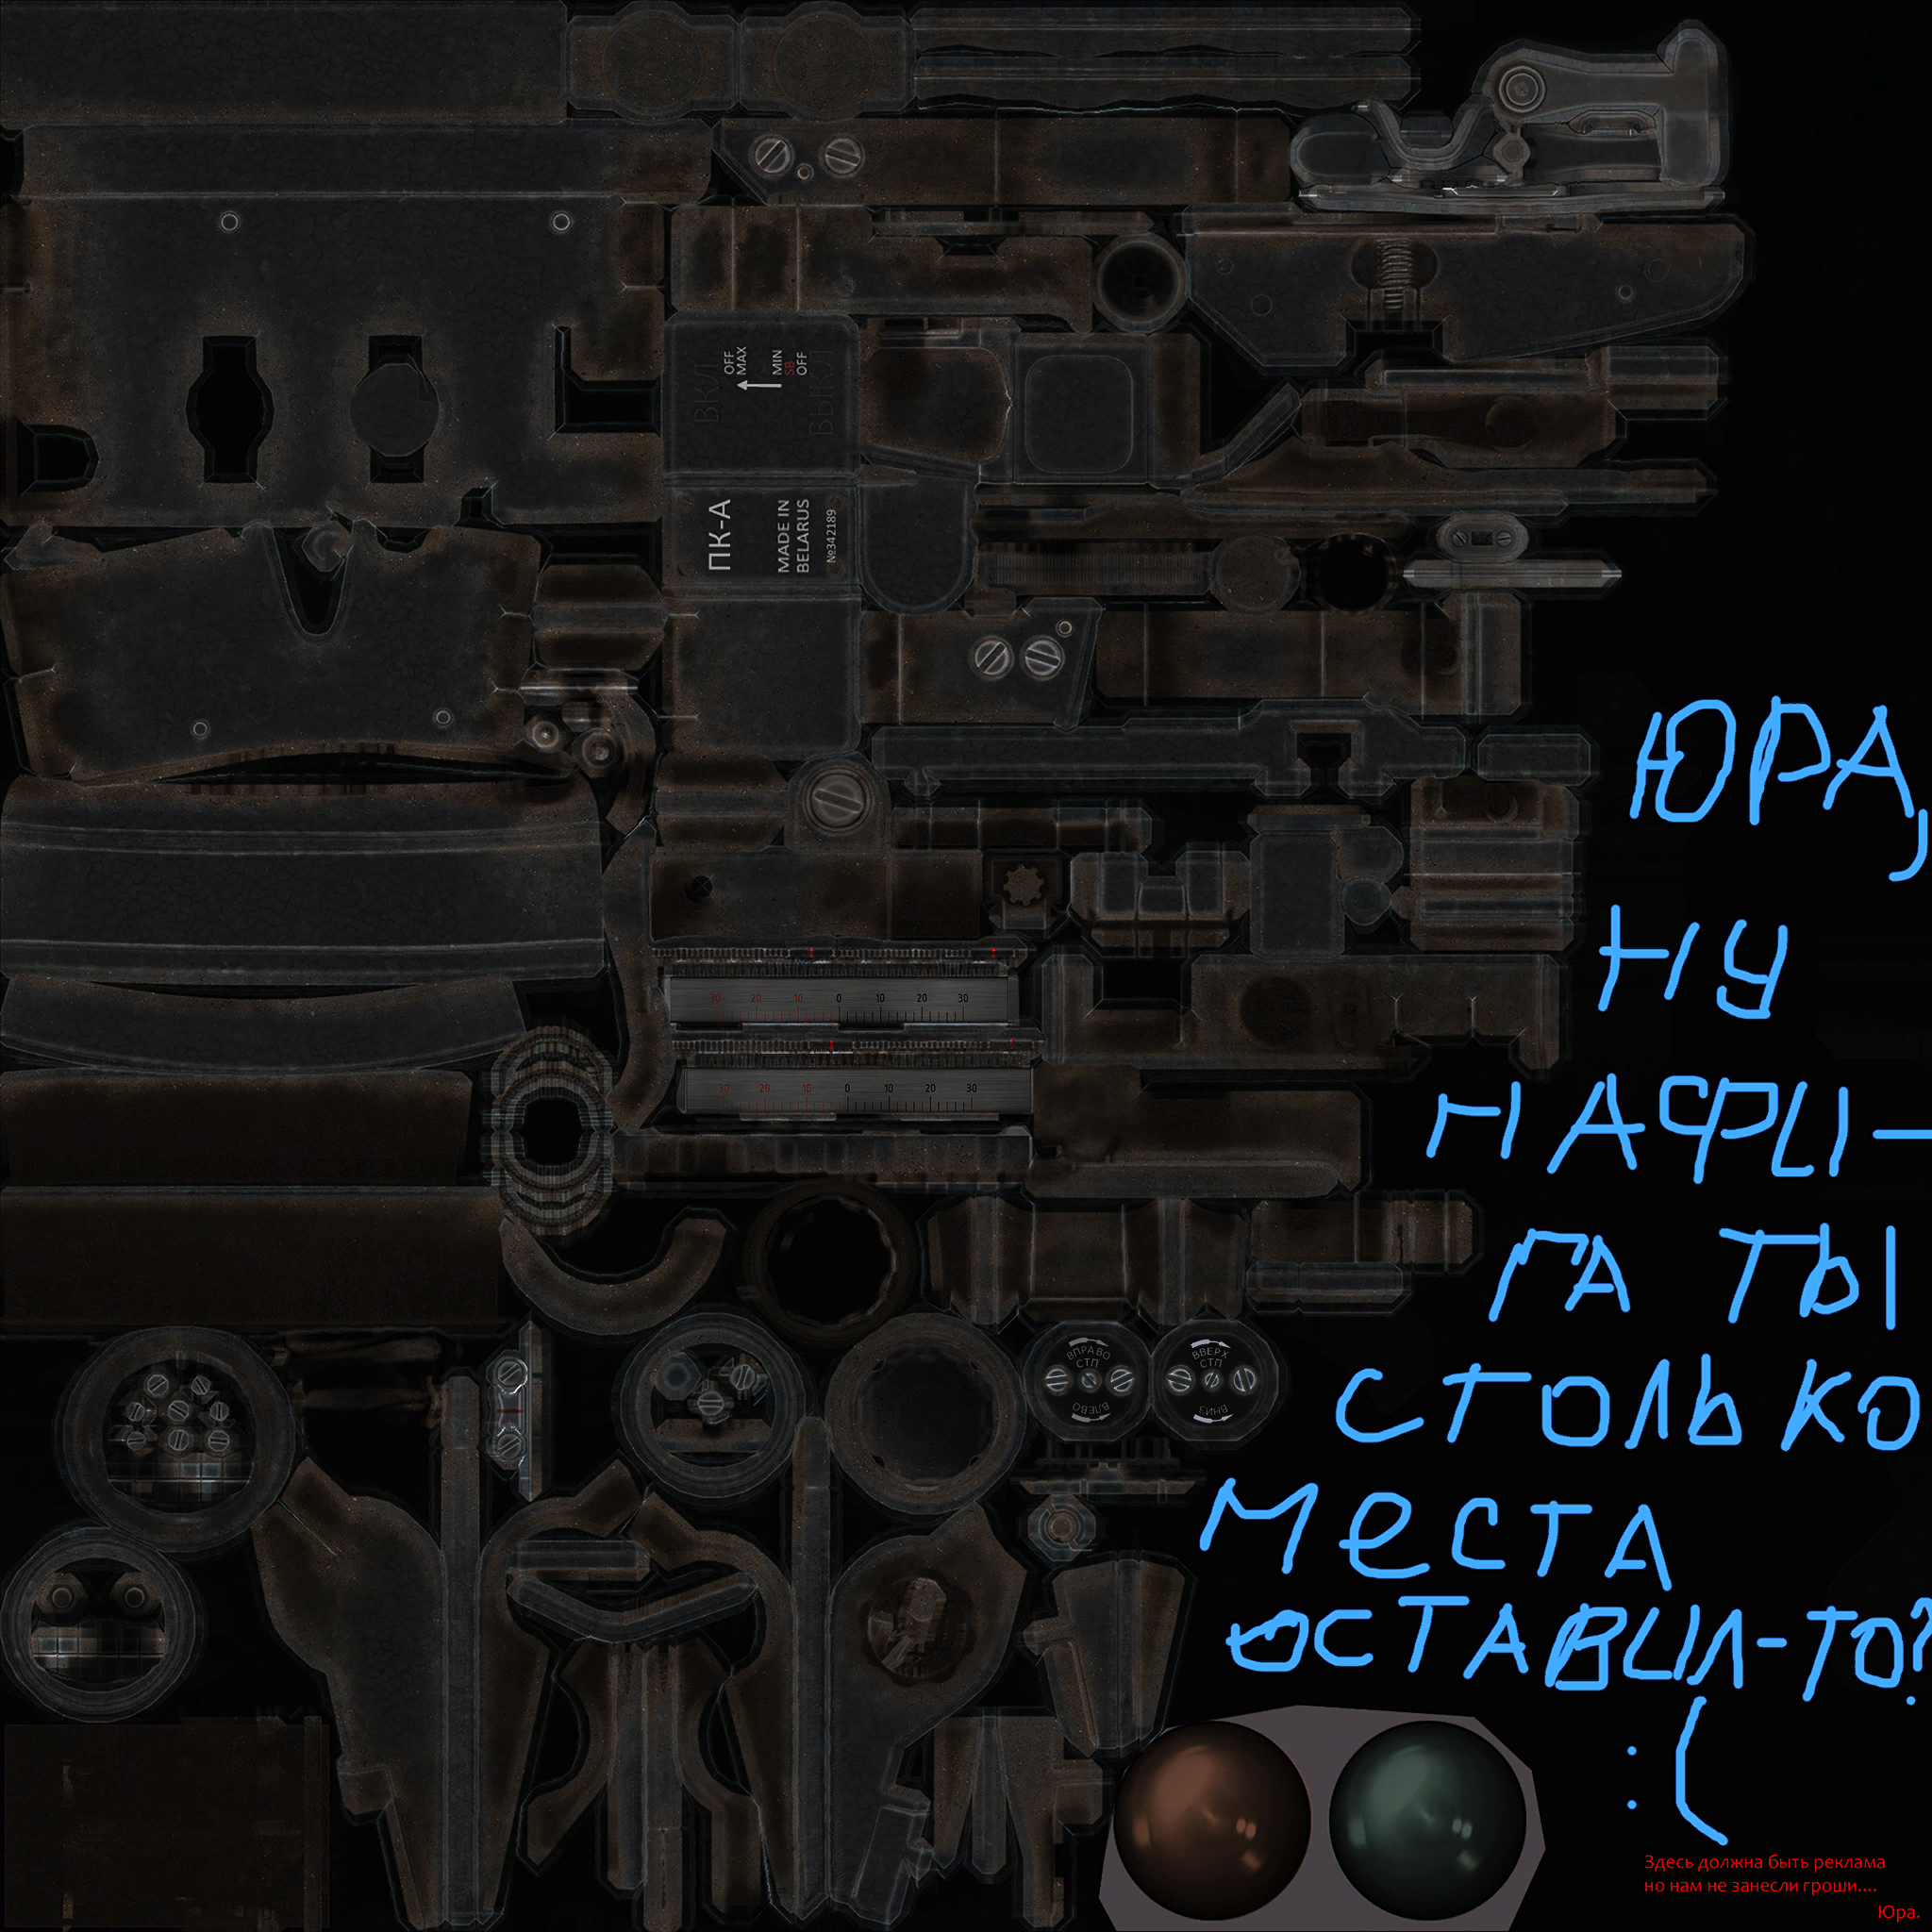 OFF
MAX
MIN
SB
OFF
ВКЛ
ВЫКЛ
ПК-А
MADE IN
BELARUS
№342189
ЮРА,
НУ
НАФИ-
30 20 10 0 10 20 30
30 20 10 0 10 20 30
ГА ТЫ
СТОЛЬКО
ВПРАВО
СТП
ВЛЕВО
ВВЕРХ
СТП
ВНИЗ
МеСТА
ОСТАВИЛ-ТО?
:(
Здесь должна быть реклама
но нам не занесли гроши....
Юра.